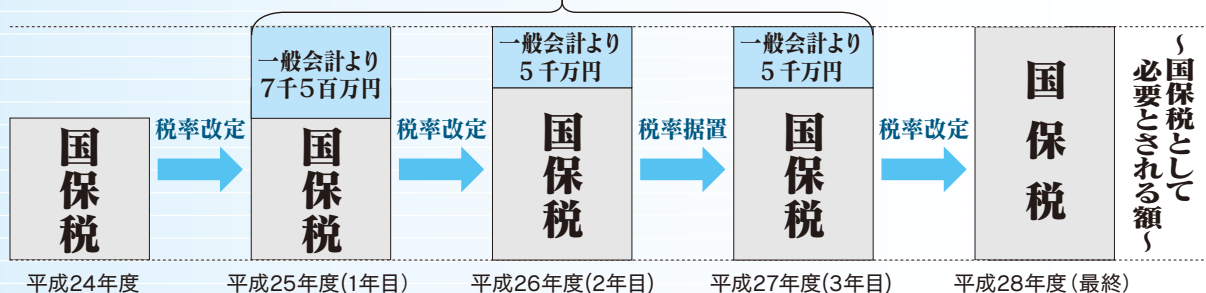 国保税
平成24年度
税率改定
一般会計より
7千5百万円
国保税
平成25年度(1年目)
税率改定
一般会計より
5千万円
国保税
平成26年度(2年目)
税率据置
一般会計より
5千万円
国保税
平成27年度(3年目)
税率改定
国保税
平成28年度(最終)
~国保税として
必要とされる額~